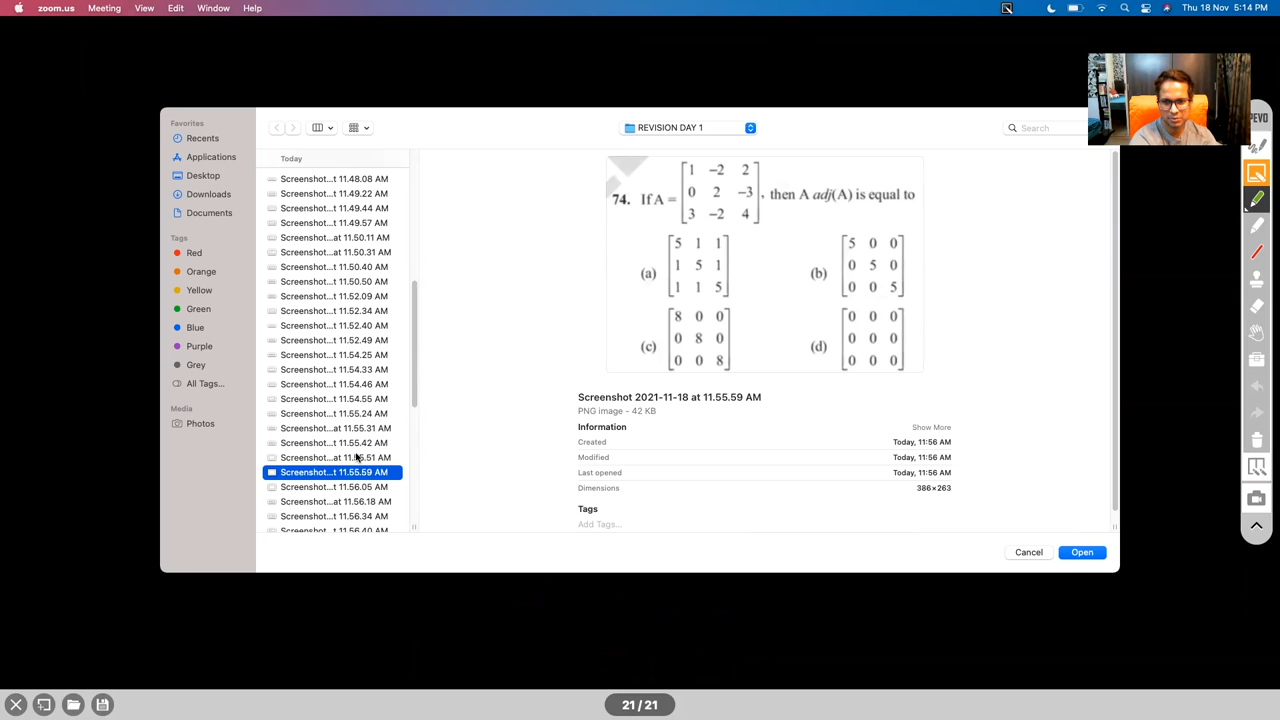 zoom.us Meeting View Edit Window Help Thu 18 Nov 5:14 PM
Favorites
Recents
Applications
Desktop
Downloads
Documents
Tags
Red
Orange
Yellow
Green
Blue
Purple
Grey
All Tags...
Media
Photos
REVISION DAY 1
Search
Today
Screenshot...t 11.48.08 AM
Screenshot...t 11.49.22 AM
Screenshot...t 11.49.44 AM
Screenshot...t 11.49.57 AM
Screenshot...at 11.50.11 AM
Screenshot...at 11.50.31 AM
Screenshot...t 11.50.40 AM
Screenshot...t 11.50.50 AM
Screenshot...t 11.52.09 AM
Screenshot...t 11.52.34 AM
Screenshot...t 11.52.40 AM
Screenshot...t 11.52.49 AM
Screenshot...t 11.54.25 AM
Screenshot...t 11.54.33 AM
Screenshot...t 11.54.46 AM
Screenshot...t 11.54.55 AM
Screenshot...t 11.55.24 AM
Screenshot...at 11.55.31 AM
Screenshot...t 11.55.42 AM
Screenshot...at 11.55.51 AM
Screenshot...t 11.55.59 AM
Screenshot...t 11.56.05 AM
Screenshot...at 11.56.18 AM
Screenshot...t 11.56.34 AM
Screenshot...t 11.56.40 AM
1 -2 2
74. If A = 0 2 -3 , then A adj(A) is equal to
3 -2 4
5 1 1
(a) 1 5 1
1 1 5
5 0 0
(b) 0 5 0
0 0 5
8 0 0
(c) 0 8 0
0 0 8
0 0 0
(d) 0 0 0
0 0 0
Screenshot 2021-11-18 at 11.55.59 AM
PNG image - 42 KB
Information Show More
Created Today, 11:56 AM
Modified Today, 11:56 AM
Last opened Today, 11:56 AM
Dimensions 386×263
Tags
Add Tags...
Cancel Open
21 / 21